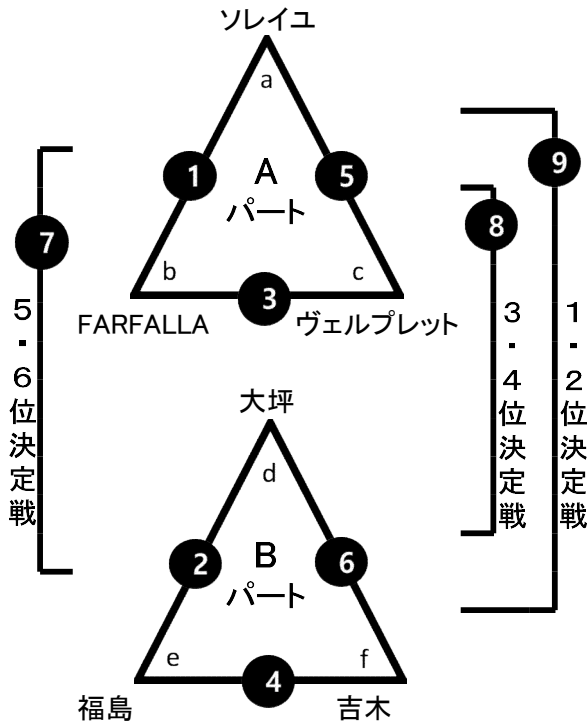 ソレイユ
a
1
A
5
9
パート
8
7
b
c
3
FARFALLA
ヴェルプレット
5・6位決定戦
3・4位決定戦
1・2位決定戦
大坪
d
2
B
6
パート
e
f
4
福島
吉木